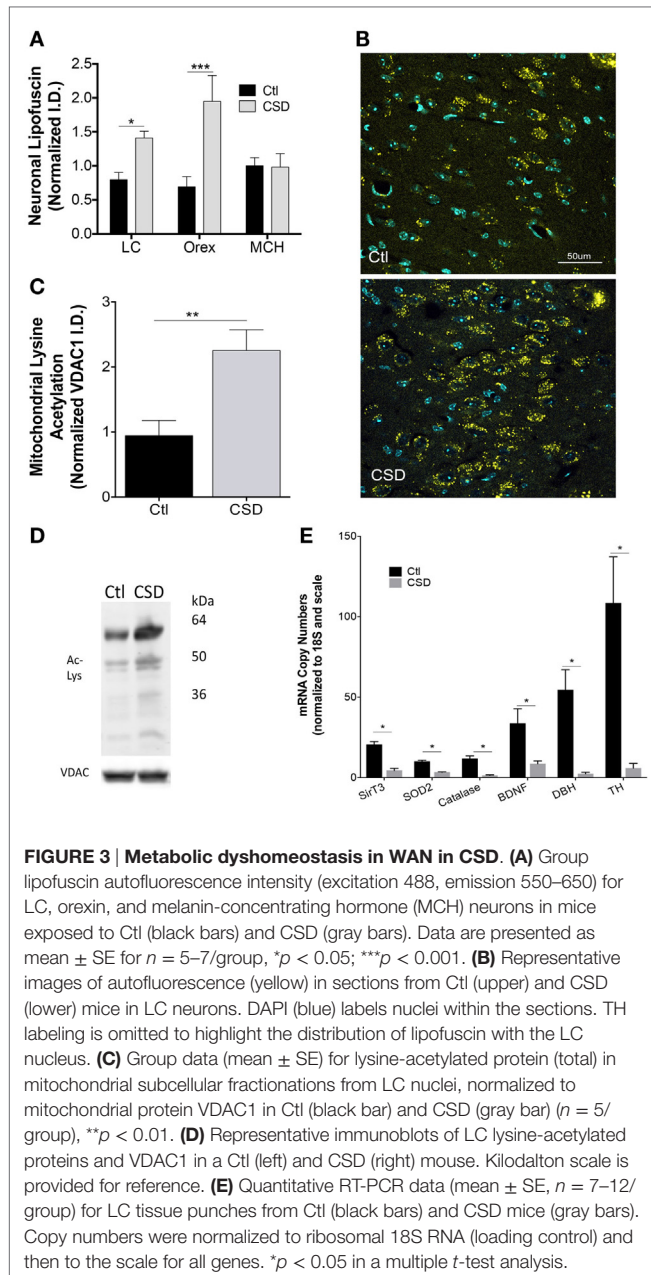 A
Neuronal Lipofuscin
(Normalized I.D.)
2.5
2.0
1.5
1.0
0.5
0.0
*
***
Ctl
CSD
LC Orex MCH
B
Ctl
50um
CSD
C
Mitochondrial Lysine
Acetylation
(Normalized VDAC1 I.D.)
3
2
1
0
**
Ctl CSD
D
Ctl CSD
kDa
64
50
36
Ac-
Lys
VDAC
E
mRNA Copy Numbers
(normalized to 18S and scale
150
100
50
0
Ctl
CSD
*
*
*
*
*
*
SirT3 SOD2 Catalase BDNF DBH TH
FIGURE 3 | Metabolic dyshomeostasis in WAN in CSD. (A) Group
lipofuscin autofluorescence intensity (excitation 488, emission 550–650) for
LC, orexin, and melanin-concentrating hormone (MCH) neurons in mice
exposed to Ctl (black bars) and CSD (gray bars). Data are presented as
mean ± SE for n = 5–7/group, *p < 0.05; ***p < 0.001. (B) Representative
images of autofluorescence (yellow) in sections from Ctl (upper) and CSD
(lower) mice in LC neurons. DAPI (blue) labels nuclei within the sections. TH
labeling is omitted to highlight the distribution of lipofuscin with the LC
nucleus. (C) Group data (mean ± SE) for lysine-acetylated protein (total) in
mitochondrial subcellular fractionations from LC nuclei, normalized to
mitochondrial protein VDAC1 in Ctl (black bar) and CSD (gray bar) (n = 5/
group), **p < 0.01. (D) Representative immunoblots of LC lysine-acetylated
proteins and VDAC1 in a Ctl (left) and CSD (right) mouse. Kilodalton scale is
provided for reference. (E) Quantitative RT-PCR data (mean ± SE, n = 7–12/
group) for LC tissue punches from Ctl (black bars) and CSD mice (gray bars).
Copy numbers were normalized to ribosomal 18S RNA (loading control) and
then to the scale for all genes. *p < 0.05 in a multiple t-test analysis.